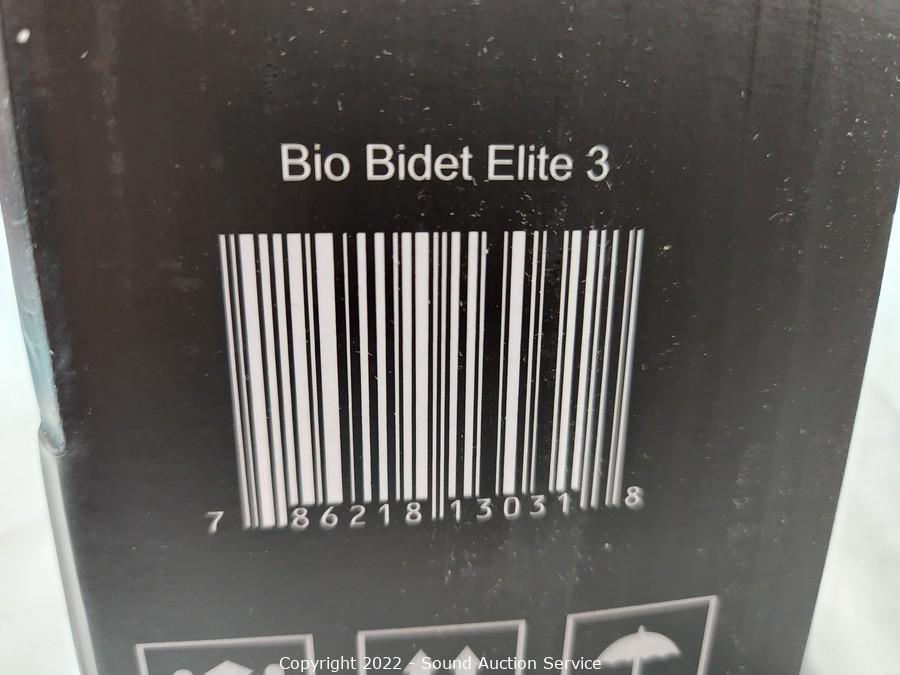 Bio Bidet Elite 3
7 86218 13031 8
Copyright 2022 - Sound Auction Service